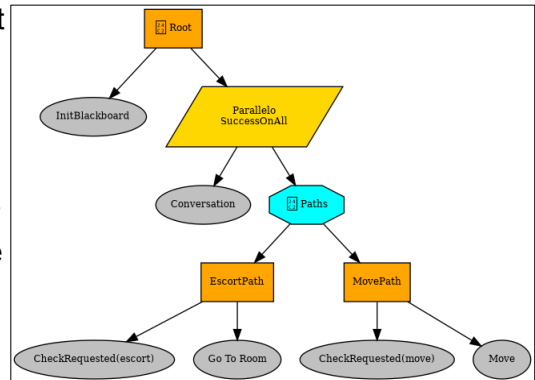 Root
InitBlackboard
Parallelo
SuccessOnAll
Conversation
Paths
EscortPath
MovePath
CheckRequested(escort)
Go To Room
CheckRequested(move)
Move